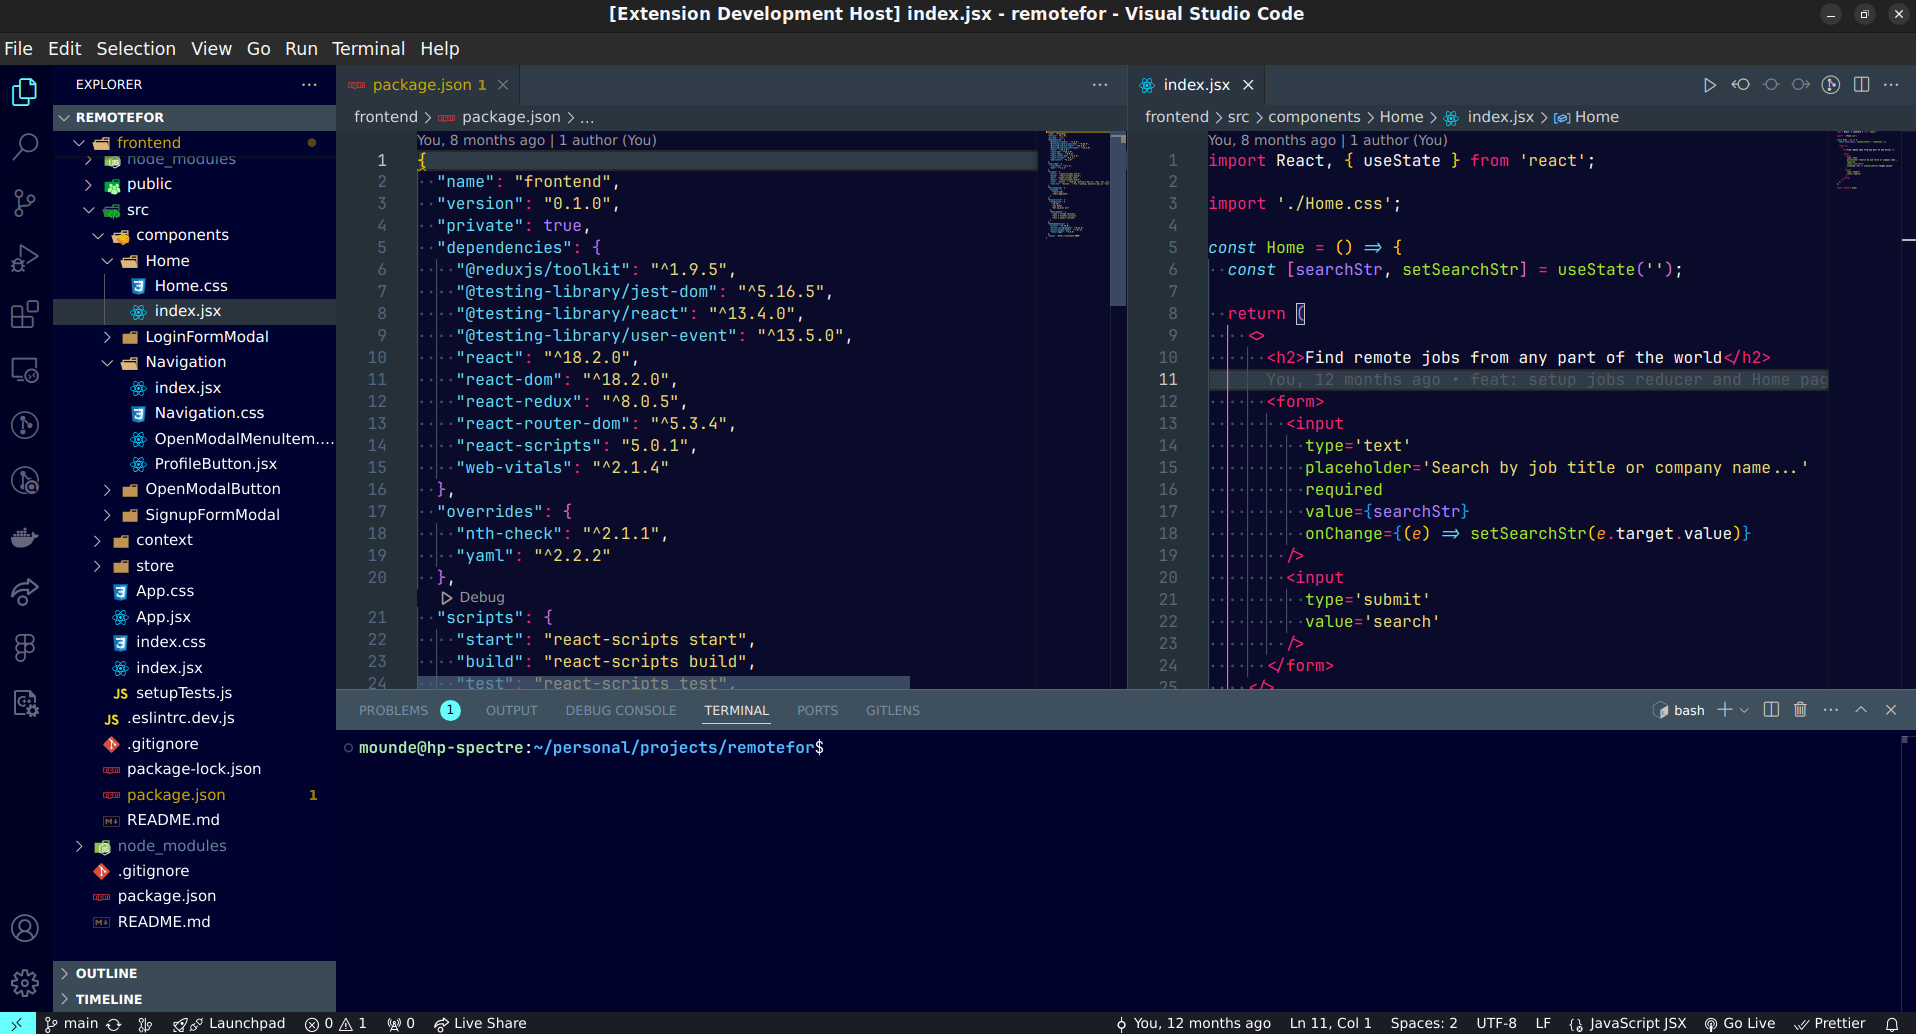 [Extension Development Host] index.jsx - remotefor - Visual Studio Code
File Edit Selection View Go Run Terminal Help
EXPLORER
REMOTEFOR
frontend
node_modules
public
src
components
Home
Home.css
index.jsx
LoginFormModal
Navigation
index.jsx
Navigation.css
OpenModalMenuItem....
ProfileButton.jsx
OpenModalButton
SignupFormModal
context
store
App.css
App.jsx
index.css
index.jsx
JS setupTests.js
JS .eslintrc.dev.js
.gitignore
package-lock.json
package.json 1
README.md
node_modules
.gitignore
package.json
README.md
OUTLINE
TIMELINE
package.json 1
frontend > package.json > ...
You, 8 months ago | 1 author (You)
1 {
2 "name": "frontend",
3 "version": "0.1.0",
4 "private": true,
5 "dependencies": {
6 "@reduxjs/toolkit": "^1.9.5",
7 "@testing-library/jest-dom": "^5.16.5",
8 "@testing-library/react": "^13.4.0",
9 "@testing-library/user-event": "^13.5.0",
10 "react": "^18.2.0",
11 "react-dom": "^18.2.0",
12 "react-redux": "^8.0.5",
13 "react-router-dom": "^5.3.4",
14 "react-scripts": "5.0.1",
15 "web-vitals": "^2.1.4"
16 },
17 "overrides": {
18 "nth-check": "^2.1.1",
19 "yaml": "^2.2.2"
20 },
Debug
21 "scripts": {
22 "start": "react-scripts start",
23 "build": "react-scripts build",
24 "test": "react-scripts test",
index.jsx
frontend > src > components > Home > index.jsx > Home
You, 8 months ago | 1 author (You)
1 import React, { useState } from 'react';
2
3 import './Home.css';
4
5 const Home = () => {
6 const [searchStr, setSearchStr] = useState('');
7
8 return (
9 <>
10 <h2>Find remote jobs from any part of the world</h2>
11 You, 12 months ago • feat: setup jobs reducer and Home pag
12 <form>
13 <input
14 type='text'
15 placeholder='Search by job title or company name...'
16 required
17 value={searchStr}
18 onChange={(e) => setSearchStr(e.target.value)}
19 />
20 <input
21 type='submit'
22 value='search'
23 />
24 </form>
25 </>
PROBLEMS 1 OUTPUT DEBUG CONSOLE TERMINAL PORTS GITLENS
bash
mounde@hp-spectre:~/personal/projects/remotefor$
main Launchpad 0 1 0 Live Share You, 12 months ago Ln 11, Col 1 Spaces: 2 UTF-8 LF {} JavaScript JSX Go Live Prettier